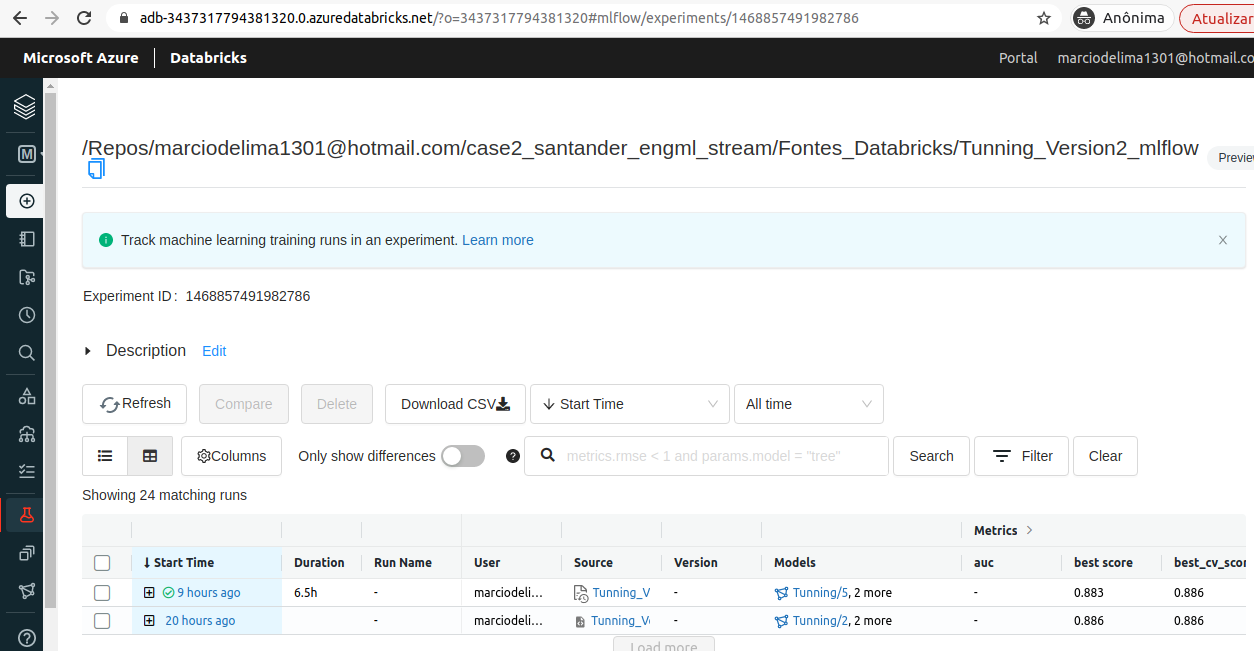 adb-3437317794381320.0.azuredatabricks.net/?o=3437317794381320#mlflow/experiments/1468857491982786 Anônima Atualizar
Microsoft Azure Databricks Portal marciodelima1301@hotmail.co
/Repos/marciodelima1301@hotmail.com/case2_santander_engml_stream/Fontes_Databricks/Tunning_Version2_mlflow
Preview
M
Track machine learning training runs in an experiment. Learn more
Experiment ID: 1468857491982786
Description Edit
Refresh Compare Delete Download CSV Start Time All time
Columns Only show differences metrics.rmse < 1 and params.model = "tree" Search Filter Clear
Showing 24 matching runs
Metrics
Start Time Duration Run Name User Source Version Models auc best score best_cv_scor
9 hours ago 6.5h - marciodeli... Tunning_V - Tunning/5, 2 more - 0.883 0.886
20 hours ago marciodeli... Tunning_Ve - Tunning/2, 2 more - 0.886 0.886
Load more